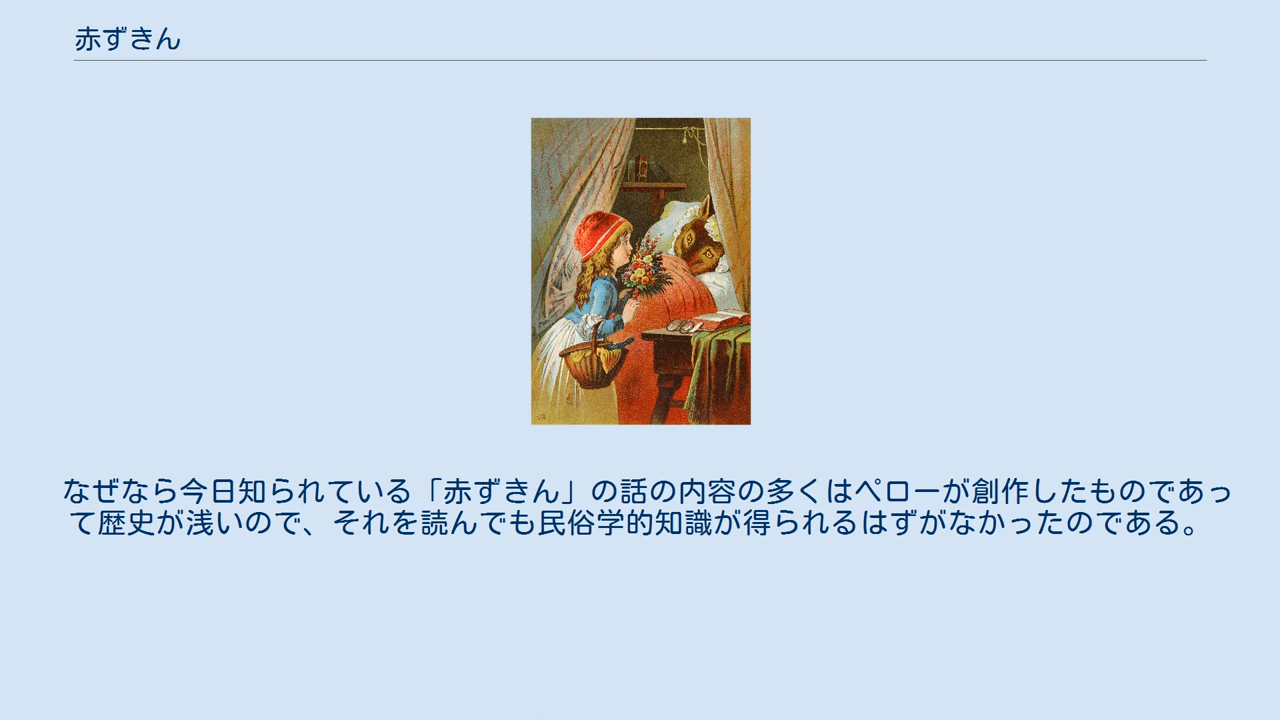 赤ずきん
なぜなら今日知られている「赤ずきん」の話の内容の多くはペローが創作したものであっ
て歴史が浅いので、それを読んでも民俗学的知識が得られるはずがなかったのである。